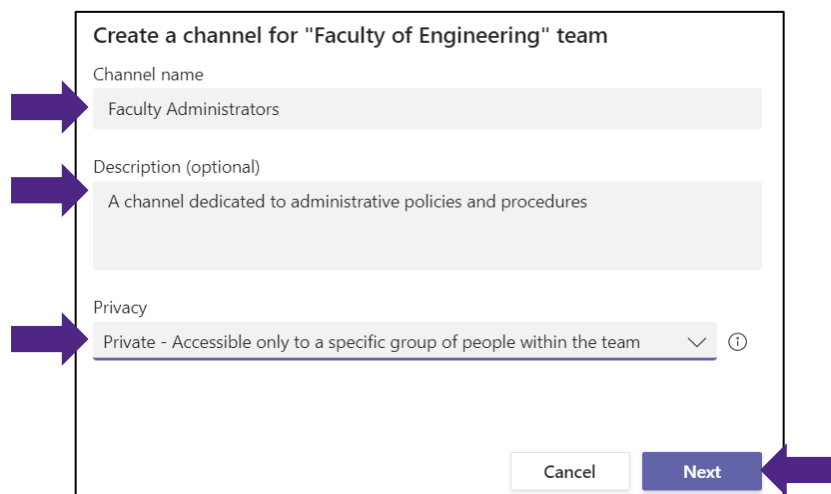 Create a channel for "Faculty of Engineering" team
Channel name
Faculty Administrators
Description (optional)
A channel dedicated to administrative policies and procedures
Privacy
Private - Accessible only to a specific group of people within the team
Cancel
Next